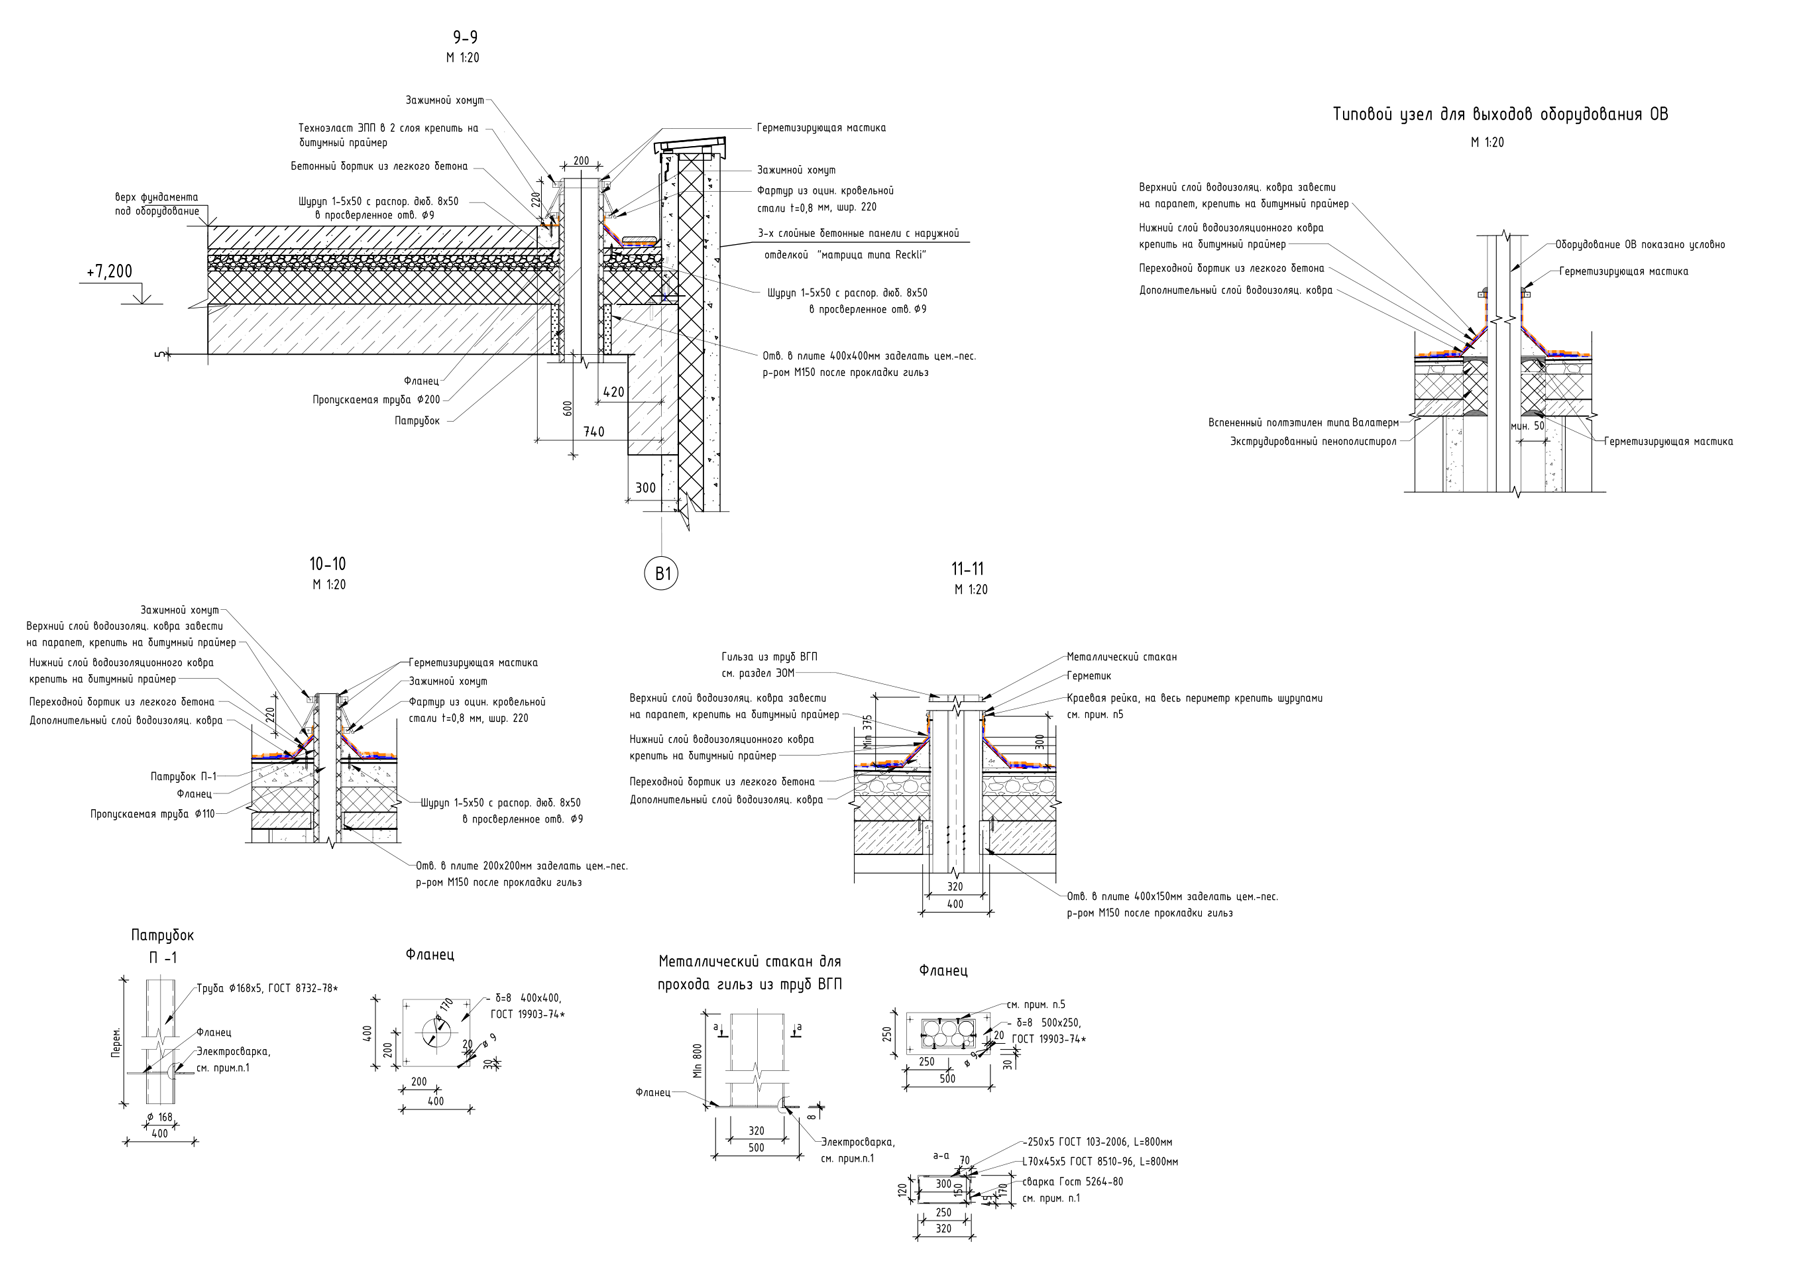 9-9
М 1:20
Зажимной хомут
Техноэласт ЭПП в 2 слоя крепить на
битумный праймер
Бетонный бортик из легкого бетона
верх фундамента
под оборудование
Шуруп 1-5х50 с распор. дюб. 8х50
в просверленное отв. Ø9
+7,200
5
200
220
Герметизирующая мастика
Зажимной хомут
Фартук из оцин. кровельной
стали t=0,8 мм, шир. 220
3-х слойные бетонные панели с наружной
отделкой "матрица типа Reckli"
Шуруп 1-5х50 с распор. дюб. 8х50
в просверленное отв. Ø9
Отв. в плите 400х400мм заделать цем.-пес.
р-ром М150 после прокладки гильз
Фланец
Пропускаемая труба Ø200
Патрубок
420
600
740
300
В1
Типовой узел для выходов оборудования ОВ
М 1:20
Верхний слой водоизоляц. ковра завести
на парапет, крепить на битумный праймер
Нижний слой водоизоляционного ковра
крепить на битумный праймер
Переходной бортик из легкого бетона
Дополнительный слой водоизоляц. ковра
Оборудование ОВ показано условно
Герметизирующая мастика
Вспененный полтэтилен типа Валатерм
Экструдированный пенополистирол
мин. 50
Герметизирующая мастика
10-10
М 1:20
Зажимной хомут
Верхний слой водоизоляц. ковра завести
на парапет, крепить на битумный праймер
Нижний слой водоизоляционного ковра
крепить на битумный праймер
Переходной бортик из легкого бетона
Дополнительный слой водоизоляц. ковра
220
Герметизирующая мастика
Зажимной хомут
Фартук из оцин. кровельной
стали t=0,8 мм, шир. 220
Патрубок П-1
Фланец
Пропускаемая труба Ø110
Шуруп 1-5х50 с распор. дюб. 8х50
в просверленное отв. Ø9
Отв. в плите 200х200мм заделать цем.-пес.
р-ром М150 после прокладки гильз
11-11
М 1:20
Гильза из труб ВГП
см. раздел ЭОМ
Верхний слой водоизоляц. ковра завести
на парапет, крепить на битумный праймер
Нижний слой водоизоляционного ковра
крепить на битумный праймер
Переходной бортик из легкого бетона
Дополнительный слой водоизоляц. ковра
Min 375
300
Металлический стакан
Герметик
Краевая рейка, на весь периметр крепить шурупами
см. прим. п5
320
400
Отв. в плите 400х150мм заделать цем.-пес.
р-ром М150 после прокладки гильз
Патрубок
П -1
Труба Ø168х5, ГОСТ 8732-78*
Фланец
Электросварка,
см. прим.п.1
Перем.
Ø 168
400
Фланец
- δ=8 400х400,
ГОСТ 19903-74*
Ø 170
400
200
20
Ø 9
30
200
400
Металлический стакан для
прохода гильз из труб ВГП
а
а
MIn 800
Фланец
8
320
500
Электросварка,
см. прим.п.1
Фланец
см. прим. п.5
- δ=8 500х250,
ГОСТ 19903-74*
250
20
Ø 9
30
250
500
а-а
70
-250х5 ГОСТ 103-2006, L=800мм
L70х45х5 ГОСТ 8510-96, L=800мм
сварка Гост 5264-80
см. прим. п.1
120
300
150
45
170
250
320